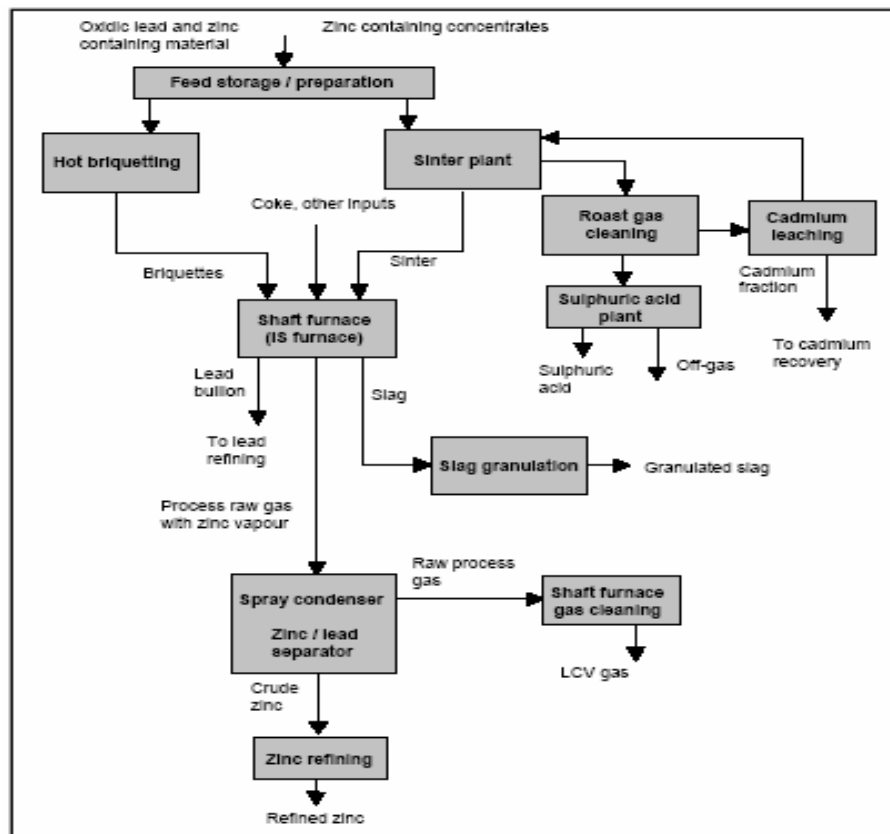 Oxidic lead and zinc
containing material
Zinc containing concentrates
Feed storage / preparation
Hot briquetting
Sinter plant
Coke, other inputs
Roast gas
cleaning
Cadmium
leaching
Briquettes
Sinter
Cadmium
fraction
Sulphuric acid
plant
Shaft furnace
(IS furnace)
To cadmium
recovery
Lead
bullion
Slag
Sulphuric
acid
Off-gas
To lead
refining
Slag granulation
Granulated slag
Process raw gas
with zinc vapour
Raw process
gas
Spray condenser
Zinc / lead
separator
Shaft furnace
gas cleaning
LCV gas
Crude
zinc
Zinc refining
Refined zinc